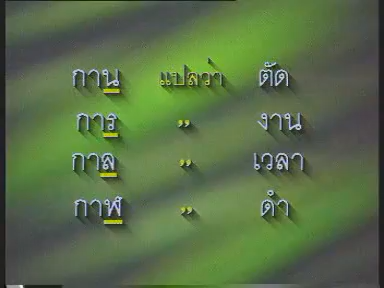 กาน แปลว่า ตัด
การ " งาน
กาล " เวลา
กาฬ " ดำ